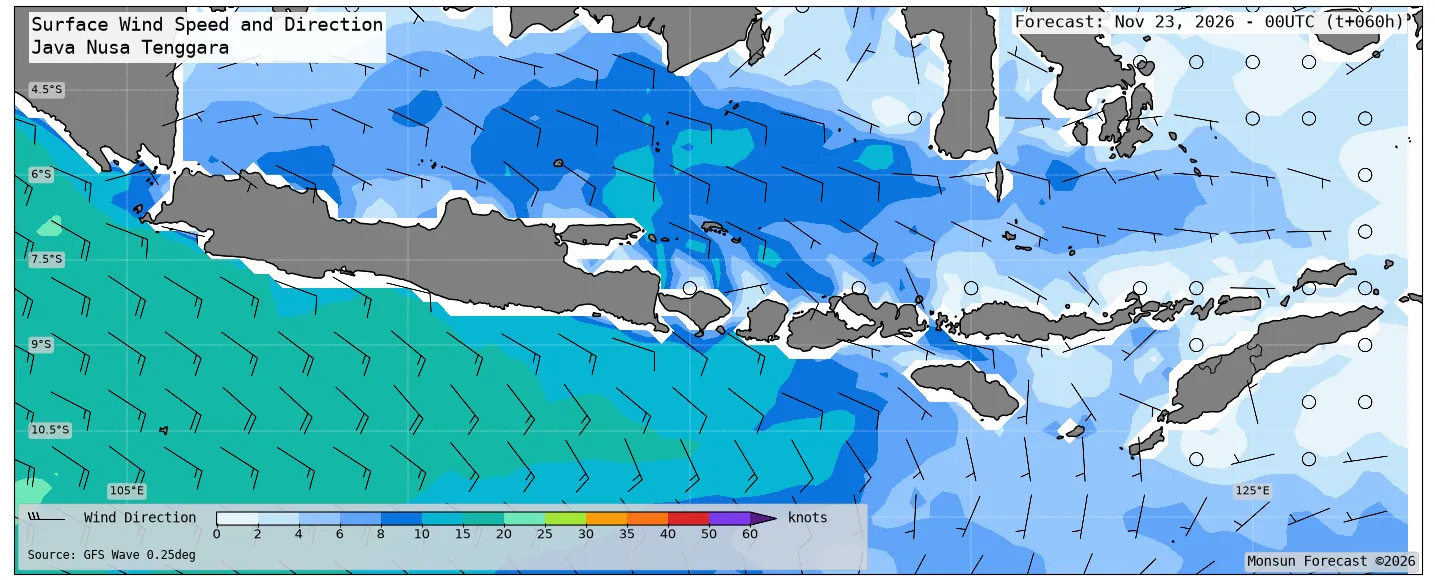 Surface Wind Speed and Direction
Java Nusa Tenggara
Forecast: Nov 23, 2026 - 00UTC (t+060h)
4.5°S
6°S
7.5°S
9°S
10.5°S
105°E
125°E
Wind Direction
0 2 4 6 8 10 15 20 25 30 35 40 50 60
knots
Source: GFS Wave 0.25deg
Monsun Forecast ©2026